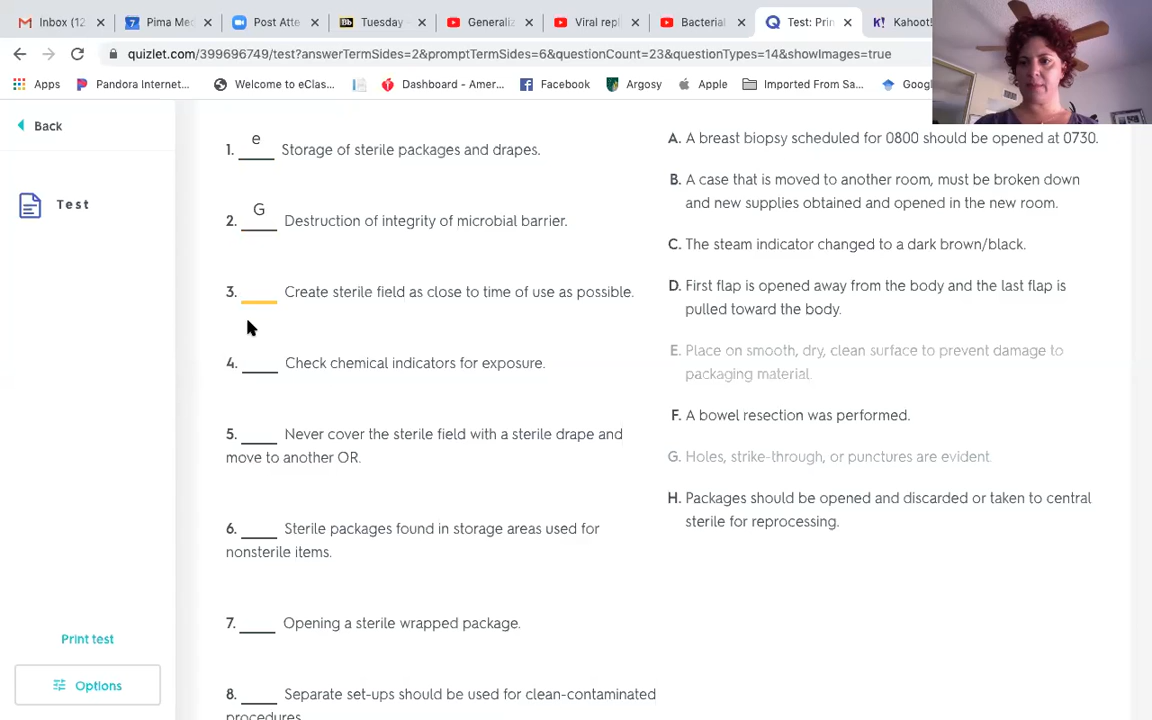 Inbox (12
Pima Med
Post Atte
Tuesday
Generaliz
Viral repl
Bacterial
Test: Prin
Kahoot!
quizlet.com/399696749/test?answerTermSides=2&promptTermSides=6&questionCount=23&questionTypes=14&showImages=true
Apps
Pandora Internet...
Welcome to eClas...
Dashboard - Amer...
Facebook
Argosy
Apple
Imported From Sa...
Goog
Back
Test
Print test
Options
e
1. ____ Storage of sterile packages and drapes.
G
2. ____ Destruction of integrity of microbial barrier.
3. ____ Create sterile field as close to time of use as possible.
4. ____ Check chemical indicators for exposure.
5. ____ Never cover the sterile field with a sterile drape and
move to another OR.
6. ____ Sterile packages found in storage areas used for
nonsterile items.
7. ____ Opening a sterile wrapped package.
8. ____ Separate set-ups should be used for clean-contaminated
procedures.
A. A breast biopsy scheduled for 0800 should be opened at 0730.
B. A case that is moved to another room, must be broken down
and new supplies obtained and opened in the new room.
C. The steam indicator changed to a dark brown/black.
D. First flap is opened away from the body and the last flap is
pulled toward the body.
E. Place on smooth, dry, clean surface to prevent damage to
packaging material.
F. A bowel resection was performed.
G. Holes, strike-through, or punctures are evident.
H. Packages should be opened and discarded or taken to central
sterile for reprocessing.